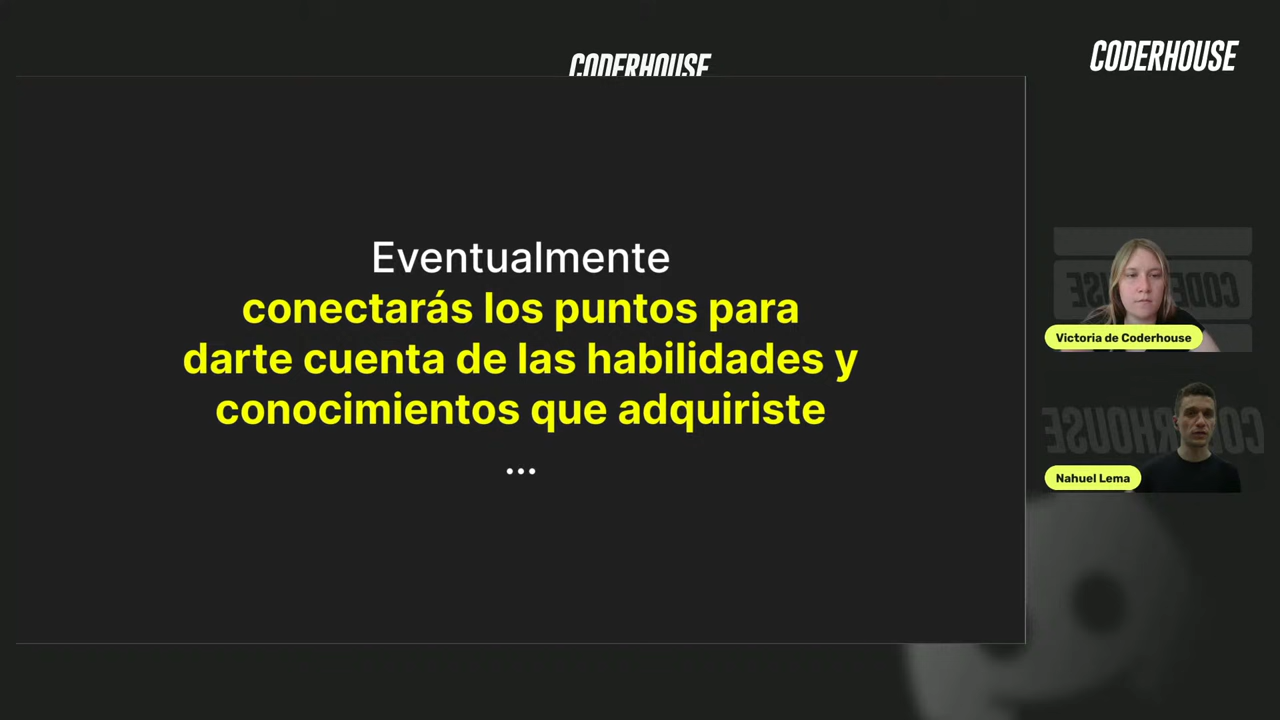 CODERHOUSE
CODERHOUSE
Eventualmente
conectarás los puntos para
darte cuenta de las habilidades y
conocimientos que adquiriste
...
Victoria de Coderhouse
Nahuel Lema